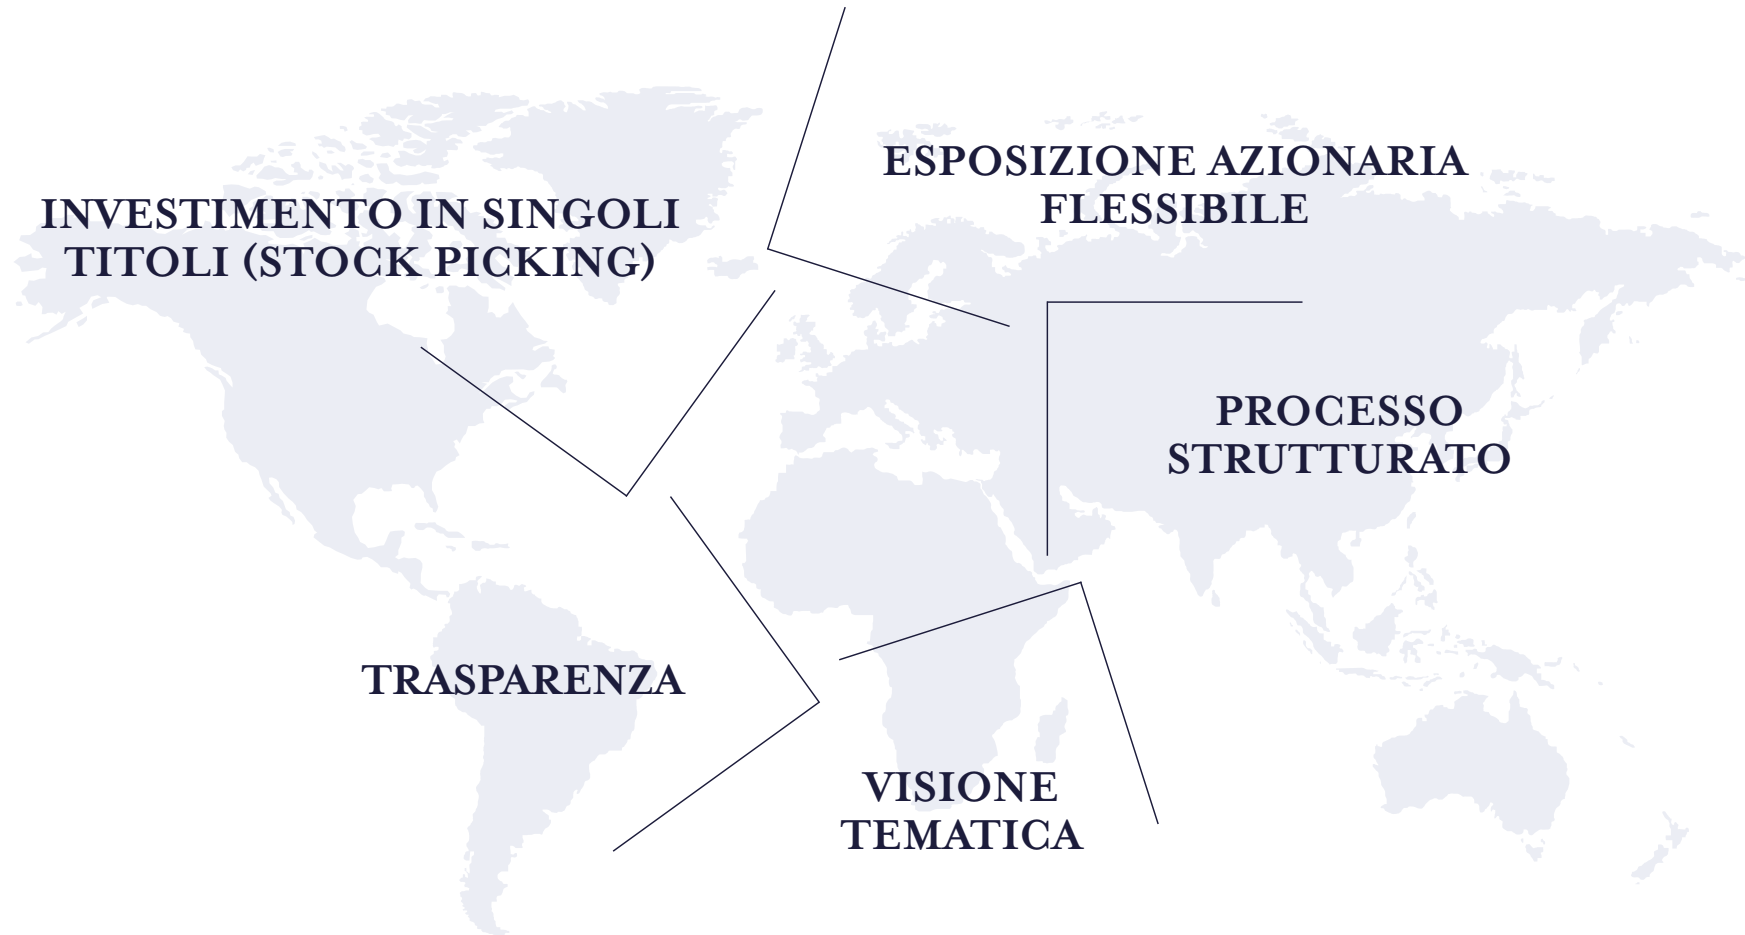 INVESTIMENTO IN SINGOLI
TITOLI (STOCK PICKING)
ESPOSIZIONE AZIONARIA
FLESSIBILE
PROCESSO
STRUTTURATO
TRASPARENZA
VISIONE
TEMATICA